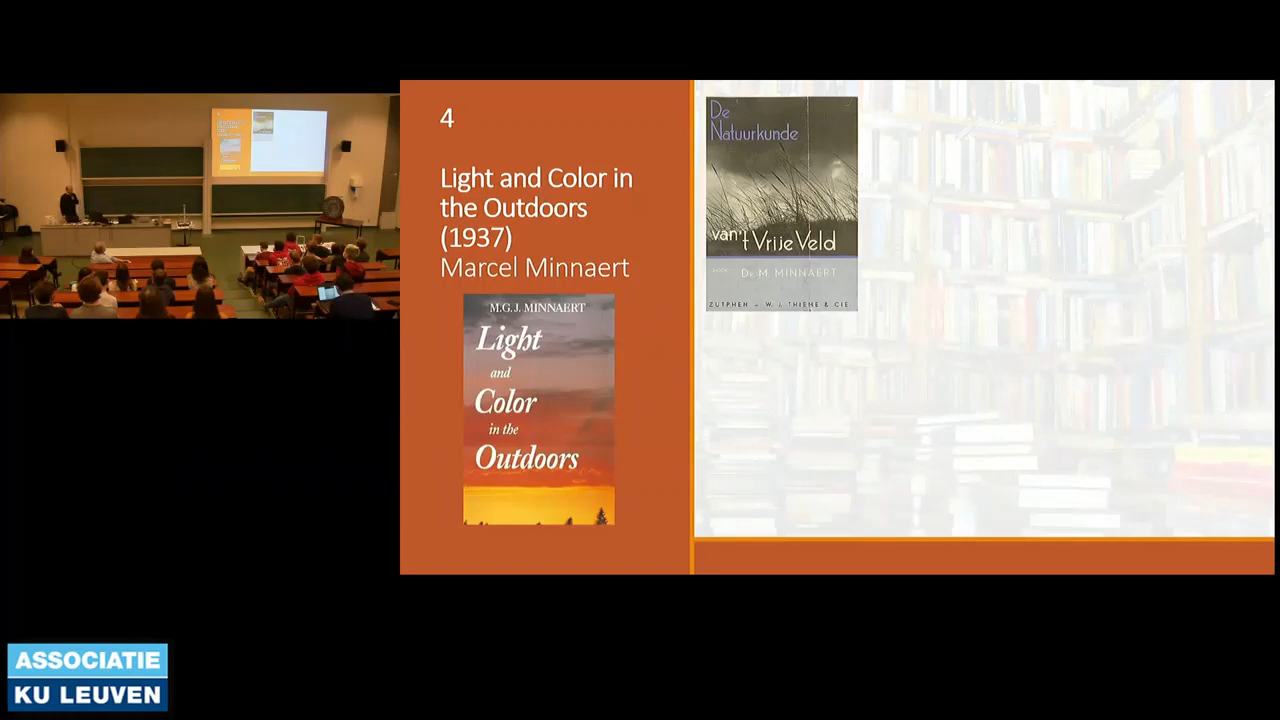 4
Light and Color in
the Outdoors
(1937)
Marcel Minnaert
M.G.J. MINNAERT
Light
and
Color
in the
Outdoors
De
Natuurkunde
van't Vrije Veld
DOOR Dr. M. MINNAERT
ZUTPHEN - W. J. THIEME & CIE
ASSOCIATIE
KU LEUVEN